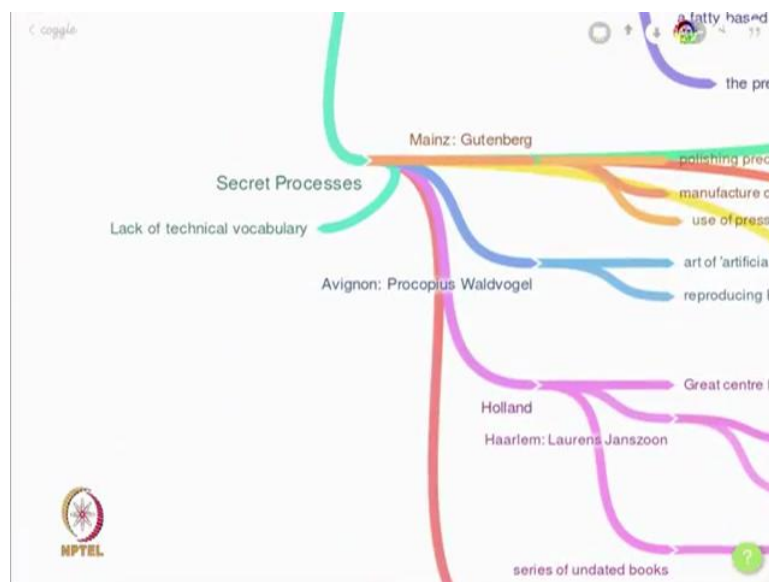 coggle
a fatty based
the pre
Mainz: Gutenberg
polishing prec
Secret Processes
manufacture o
use of press
Lack of technical vocabulary
art of 'artificia
Avignon: Procopius Waldvogel
reproducing
Great centre
Holland
Haarlem: Laurens Janszoon
series of undated books
?
NPTEL